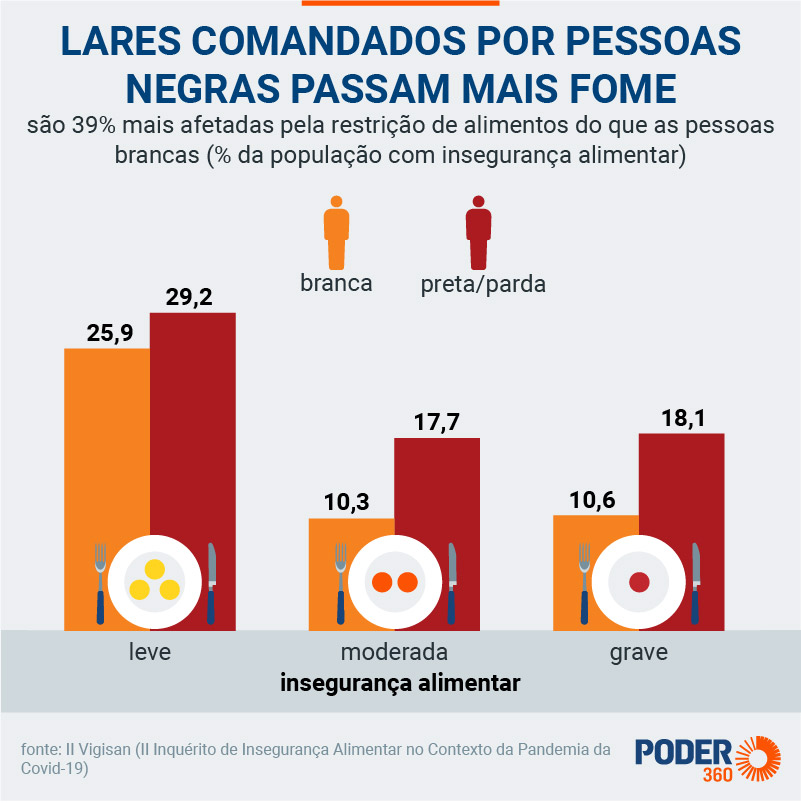 LARES COMANDADOS POR PESSOAS
NEGRAS PASSAM MAIS FOME
são 39% mais afetadas pela restrição de alimentos do que as pessoas
brancas (% da população com insegurança alimentar)
branca
preta/parda
25,9
29,2
10,3
17,7
10,6
18,1
leve
moderada
grave
insegurança alimentar
fonte: II Vigisan (II Inquérito de Insegurança Alimentar no Contexto da Pandemia da
Covid-19)
PODER
360